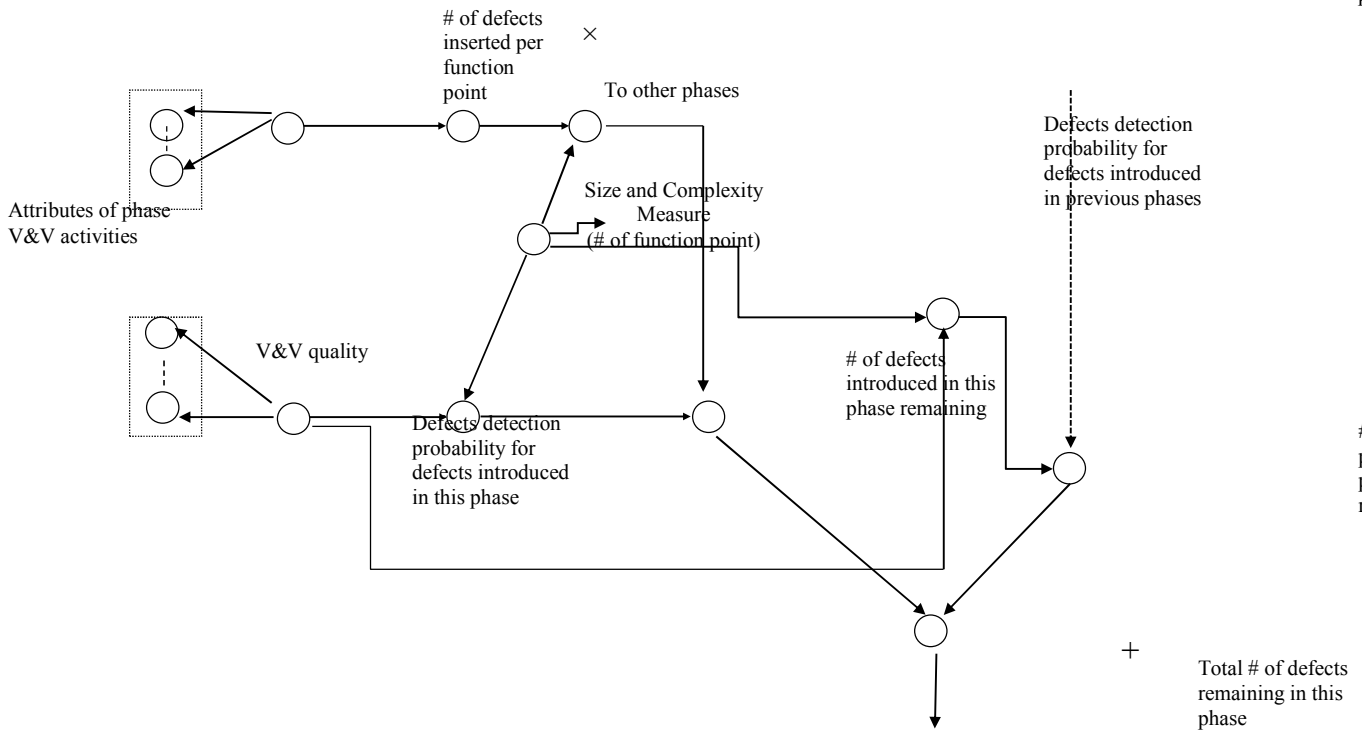 # of defects
inserted per
function
point
×
To other phases
Defects detection
probability for
defects introduced
in previous phases
Size and Complexity
Measure
(# of function point)
Attributes of phase
V&V activities
V&V quality
# of defects
introduced in this
phase remaining
Defects detection
probability for
defects introduced
in this phase
#
+
Total # of defects
remaining in this
phase